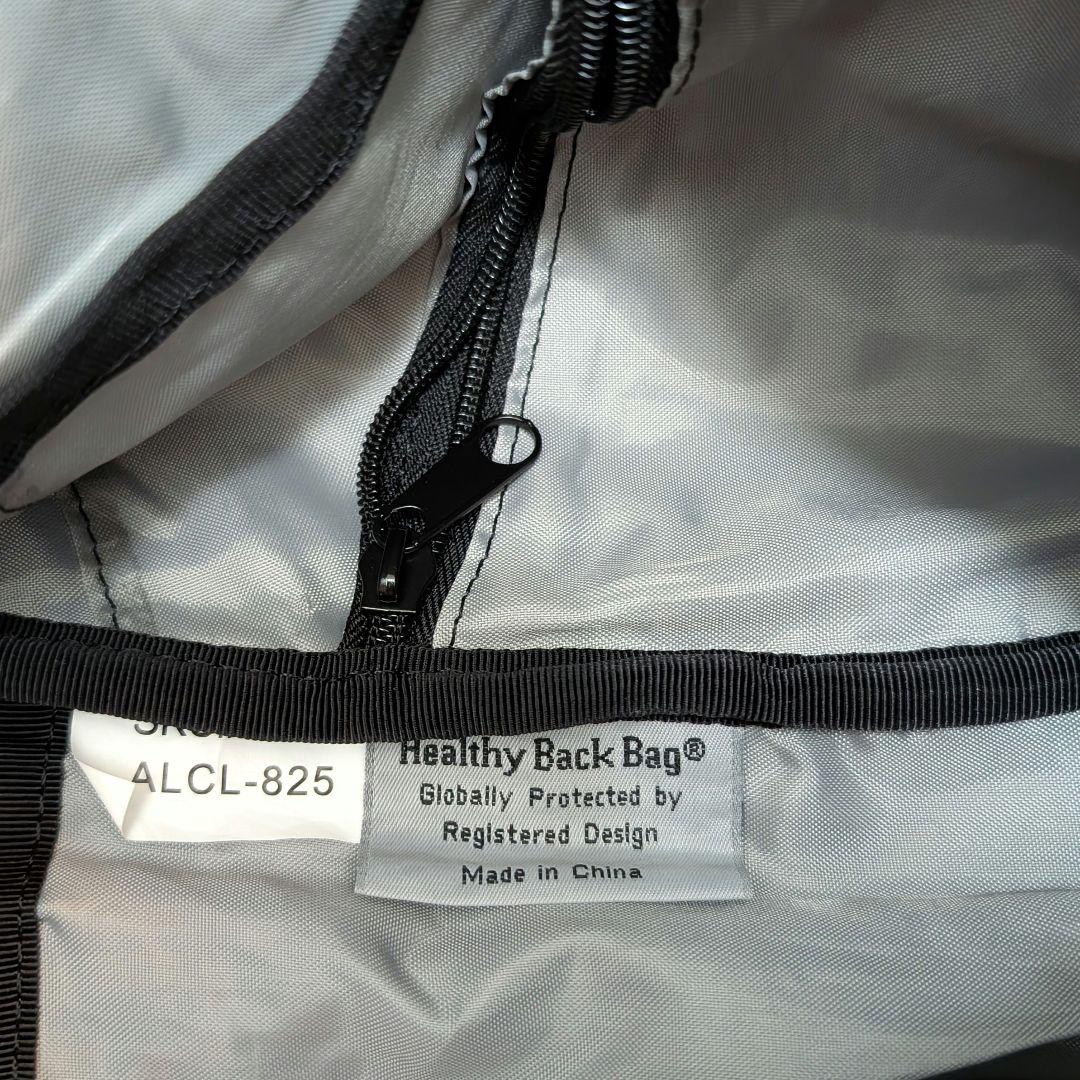 ALCL-825
Healthy Back Bag®
Globally Protected by
Registered Design
Made in China